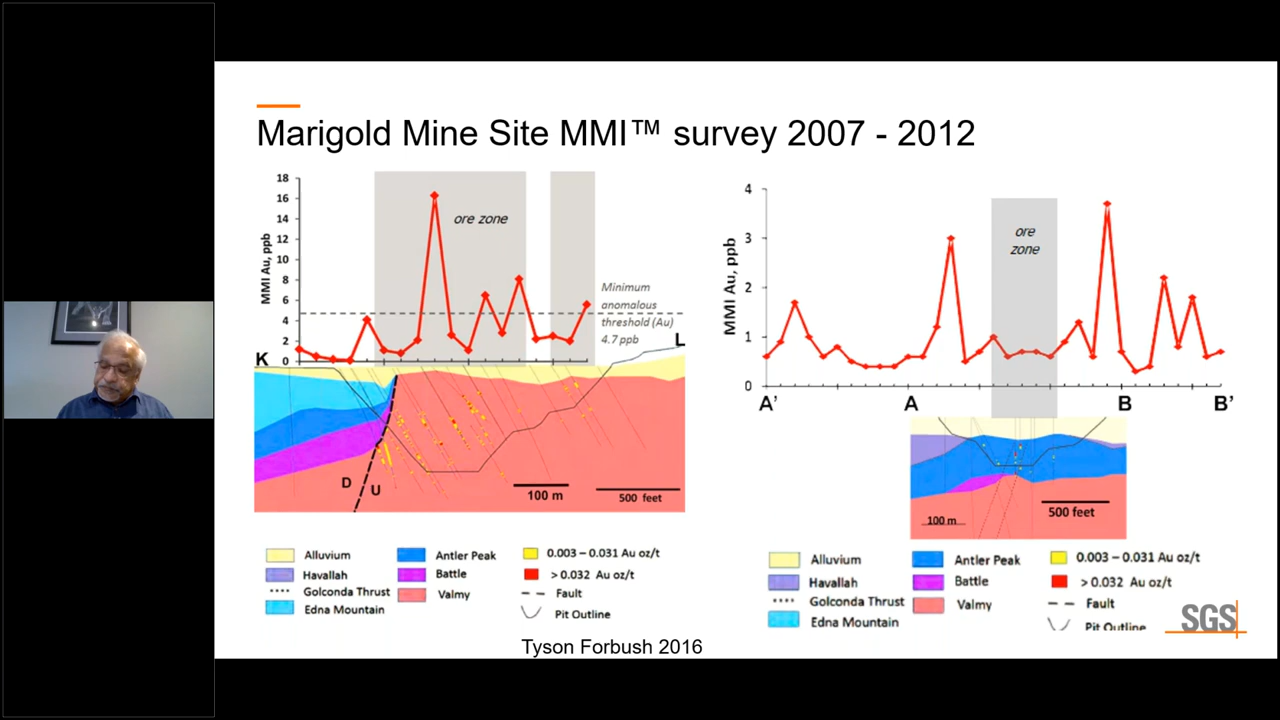 Marigold Mine Site MMI™ survey 2007 - 2012
18
16
14
12
10
8
6
4
2
0
MMI Au, ppb
ore zone
Minimum
anomalous
threshold (Au)
4.7 ppb
K
L
D
U
100 m
500 feet
Alluvium
Havallah
Golconda Thrust
Edna Mountain
Antler Peak
Battle
Valmy
0.003 – 0.031 Au oz/t
> 0.032 Au oz/t
Fault
Pit Outline
4
3
2
1
0
MMI Au, ppb
ore
zone
A'
A
B
B'
100 m
500 feet
Alluvium
Havallah
Golconda Thrust
Edna Mountain
Antler Peak
Battle
Valmy
0.003 – 0.031 Au oz/t
> 0.032 Au oz/t
Fault
Pit Outline
SGS
Tyson Forbush 2016